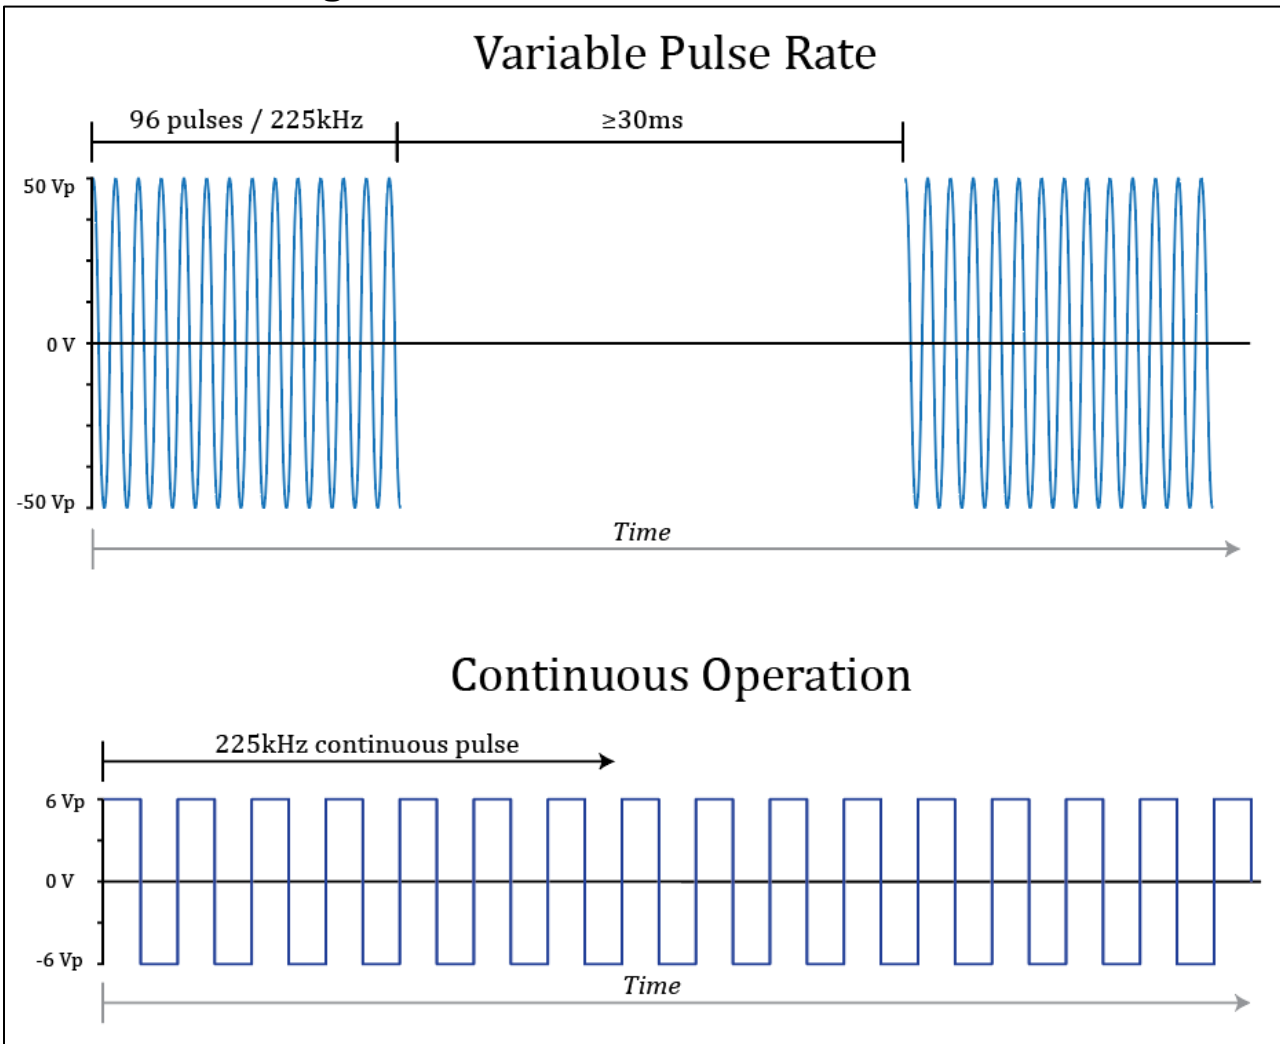 Variable Pulse Rate
96 pulses / 225kHz
≥30ms
50 Vp
0 V
-50 Vp
Time
Continuous Operation
225kHz continuous pulse
6 Vp
0 V
-6 Vp
Time